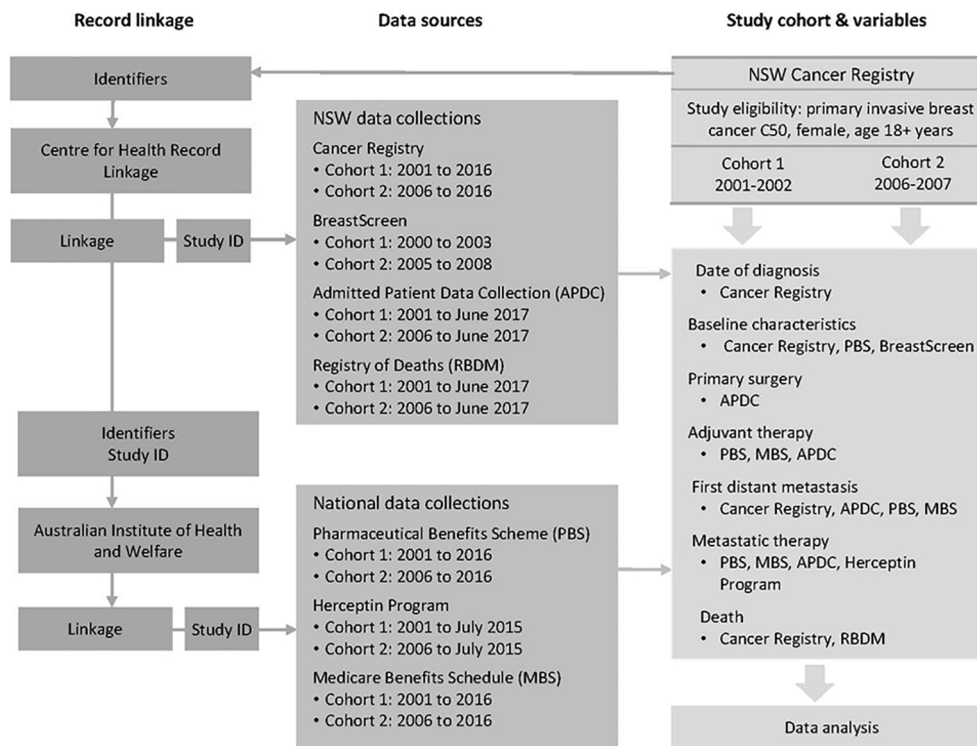 Record linkage
Data sources
Study cohort & variables
Identifiers
Centre for Health Record
Linkage
Linkage
Study ID
Identifiers
Study ID
Australian Institute of Health
and Welfare
Linkage
Study ID
NSW data collections
Cancer Registry
• Cohort 1: 2001 to 2016
• Cohort 2: 2006 to 2016
BreastScreen
• Cohort 1: 2000 to 2003
• Cohort 2: 2005 to 2008
Admitted Patient Data Collection (APDC)
• Cohort 1: 2001 to June 2017
• Cohort 2: 2006 to June 2017
Registry of Deaths (RBDM)
• Cohort 1: 2001 to June 2017
• Cohort 2: 2006 to June 2017
National data collections
Pharmaceutical Benefits Scheme (PBS)
• Cohort 1: 2001 to 2016
• Cohort 2: 2006 to 2016
Herceptin Program
• Cohort 1: 2001 to July 2015
• Cohort 2: 2006 to July 2015
Medicare Benefits Schedule (MBS)
• Cohort 1: 2001 to 2016
• Cohort 2: 2006 to 2016
NSW Cancer Registry
Study eligibility: primary invasive breast
cancer C50, female, age 18+ years
Cohort 1
2001-2002
Cohort 2
2006-2007
Date of diagnosis
• Cancer Registry
Baseline characteristics
• Cancer Registry, PBS, BreastScreen
Primary surgery
• APDC
Adjuvant therapy
• PBS, MBS, APDC
First distant metastasis
• Cancer Registry, APDC, PBS, MBS
Metastatic therapy
• PBS, MBS, APDC, Herceptin
Program
Death
• Cancer Registry, RBDM
Data analysis